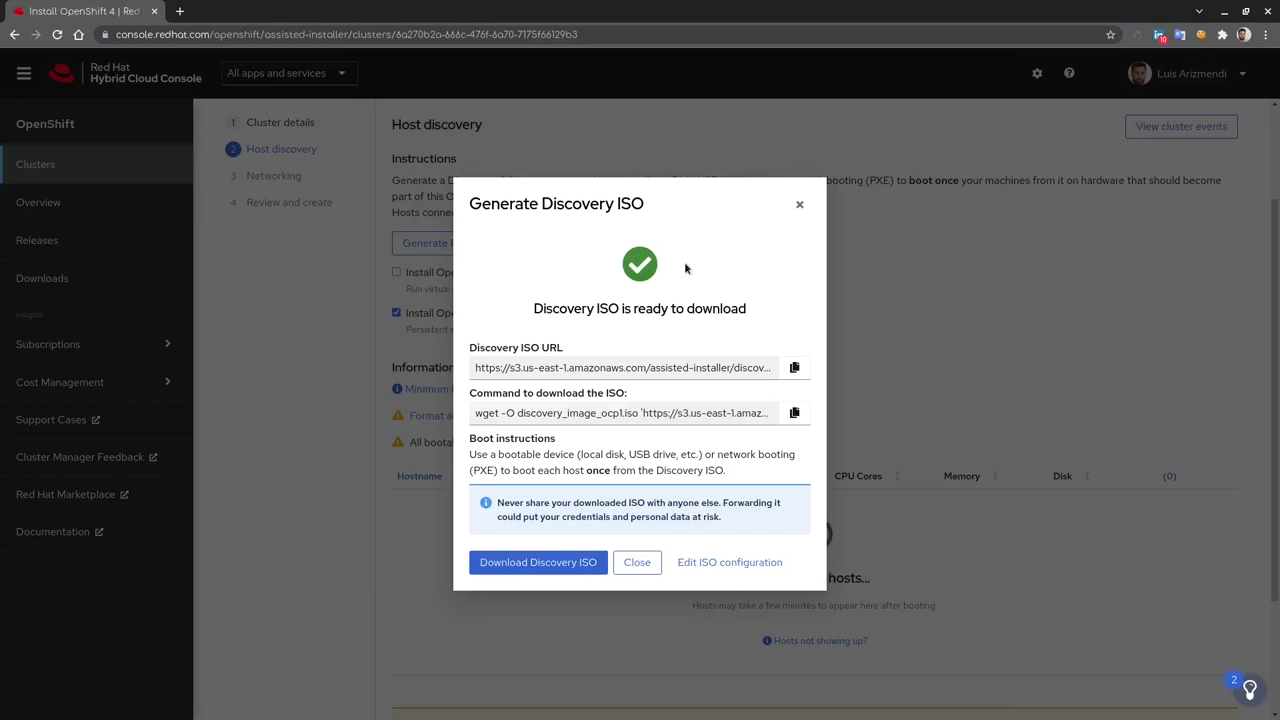 Install OpenShift 4 | Red H
console.redhat.com/openshift/assisted-installer/clusters/6a270b2a-666c-476f-6a70-7175f66129b3
10
Red Hat
Hybrid Cloud Console
All apps and services
Luis Arizmendi
OpenShift
Clusters
Overview
Releases
Downloads
Insights
Subscriptions
Cost Management
Support Cases
Cluster Manager Feedback
Red Hat Marketplace
Documentation
1 Cluster details
2 Host discovery
3 Networking
4 Review and create
Host discovery
View cluster events
Instructions
ooting (PXE) to boot once your machines from it on hardware that should become
part of this O
Hosts conne
Generate D
Install Ope
Run virtual
Install Ope
Persistent
Information
Minimum
Format a
All boota
Hostname
CPU Cores
Memory
Disk
(0)
hosts...
Hosts may take a few minutes to appear here after booting.
Hosts not showing up?
2
Generate Discovery ISO
Discovery ISO is ready to download
Discovery ISO URL
https://s3.us-east-1.amazonaws.com/assisted-installer/discov...
Command to download the ISO:
wget -O discovery_image_ocp1.iso 'https://s3.us-east-1.amaz...
Boot instructions
Use a bootable device (local disk, USB drive, etc.) or network booting
(PXE) to boot each host once from the Discovery ISO.
Never share your downloaded ISO with anyone else. Forwarding it
could put your credentials and personal data at risk.
Download Discovery ISO
Close
Edit ISO configuration